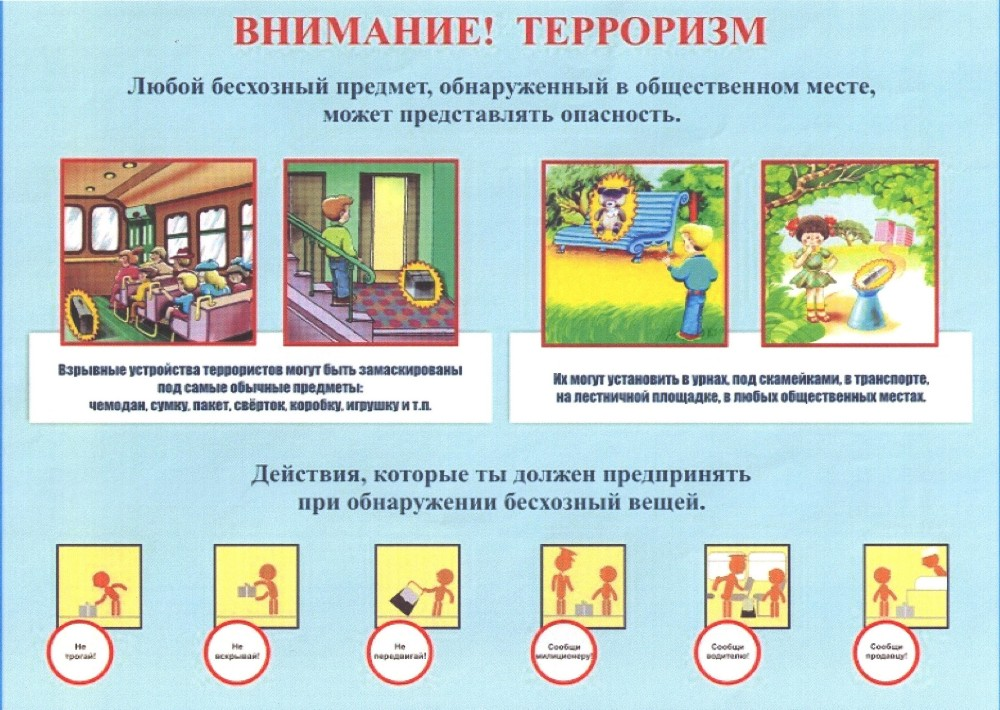 ВНИМАНИЕ! ТЕРРОРИЗМ
Любой бесхозный предмет, обнаруженный в общественном месте,
может представлять опасность.
Взрывные устройства террористов могут быть замаскированы
под самые обычные предметы:
чемодан, сумку, пакет, свёрток, коробку, игрушку и т.п.
Их могут установить в урнах, под скамейками, в транспорте,
на лестничной площадке, в любых общественных местах.
Действия, которые ты должен предпринять
при обнаружении бесхозный вещей.
Не
трогай!
Не
вскрывай!
Не
передвигай!
Сообщи
милиционеру!
Сообщи
водителю!
Сообщи
продавцу!